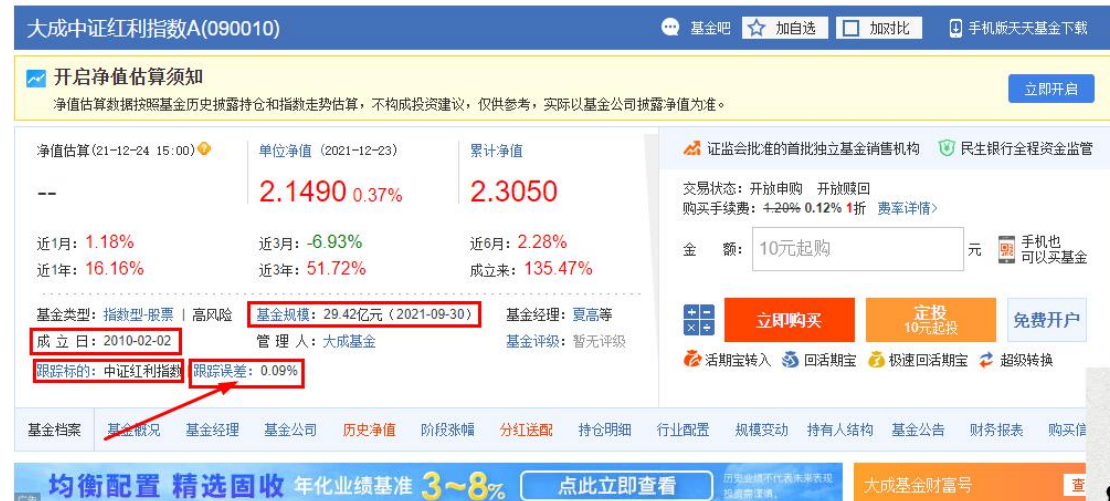 大成中证红利指数A(090010)
基金吧 加自选 加对比 手机版天天基金下载
开启净值估算须知
净值估算数据按照基金历史披露持仓和指数走势估算，不构成投资建议，仅供参考，实际以基金公司披露净值为准。
立即开启
净值估算(21-12-24 15:00) 单位净值 (2021-12-23) 累计净值
-- 2.1490 0.37% 2.3050
近1月: 1.18% 近3月: -6.93% 近6月: 2.28%
近1年: 16.16% 近3年: 51.72% 成立来: 135.47%
基金类型: 指数型-股票 | 高风险 基金规模: 29.42亿元 (2021-09-30) 基金经理: 夏高等
成 立 日: 2010-02-02 管 理 人: 大成基金 基金评级: 暂无评级
跟踪标的: 中证红利指数 跟踪误差: 0.09%
证监会批准的首批独立基金销售机构 民生银行全程资金监管
交易状态: 开放申购 开放赎回
购买手续费: 1.20% 0.12% 1折 费率详情>
金 额: 10元起购 元 手机也可以买基金
立即购买 定投 10元起投 免费开户
活期宝转入 回活期宝 极速回活期宝 超级转换
基金档案 基金概况 基金经理 基金公司 历史净值 阶段涨幅 分红送配 持仓明细 行业配置 规模变动 持有人结构 基金公告 财务报表 购买信
均衡配置 精选固收 年化业绩基准 3~8% 点此立即查看 历史业绩不代表未来表现
投资需谨慎。
广告
大成基金财富号 查